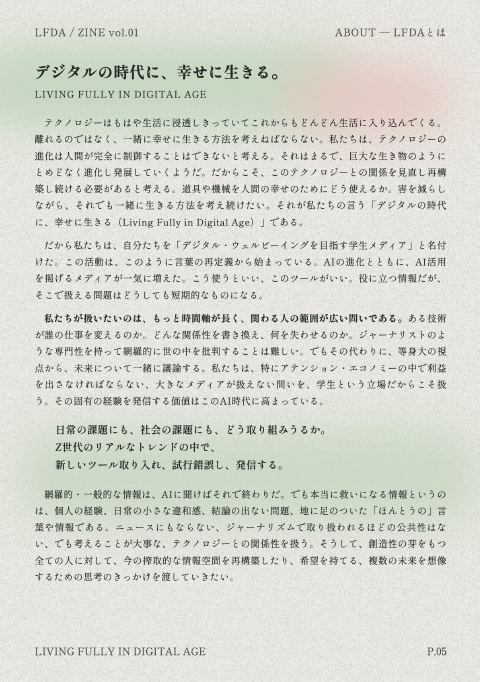 LFDA / ZINE vol.01
ABOUT — LFDAとは
デジタルの時代に、幸せに生きる。
LIVING FULLY IN DIGITAL AGE
テクノロジーはもはや生活に浸透しきっていてこれからもどんどん生活に入り込んでくる。
離れるのではなく、一緒に幸せに生きる方法を考えねばならない。私たちは、テクノロジーの
進化は人間が完全に制御することはできないと考える。それはまるで、巨大な生き物のように
とめどなく進化し発展していくようだ。だからこそ、このテクノロジーとの関係を見直し再構
築し続ける必要があると考える。道具や機械を人間の幸せのためにどう使えるか。害を減らし
ながら、それでも一緒に生きる方法を考え続けたい。それが私たちの言う「デジタルの時代
に、幸せに生きる（Living Fully in Digital Age）」である。
だから私たちは、自分たちを「デジタル・ウェルビーイングを目指す学生メディア」と名付
けた。この活動は、このように言葉の再定義から始まっている。AIの進化とともに、AI活用
を掲げるメディアが一気に増えた。こう使うといい、このツールがいい。役に立つ情報だが、
そこで扱える問題はどうしても短期的なものになる。
私たちが扱いたいのは、もっと時間軸が長く、関わる人の範囲が広い問いである。ある技術
が誰の仕事を変えるのか。どんな関係性を書き換え、何を失わせるのか。ジャーナリストのよ
うな専門性を持って網羅的に世の中を批判することは難しい。でもその代わりに、等身大の視
点から、未来について一緒に議論する。私たちは、特にアテンション・エコノミーの中で利益
を出さなければならない、大きなメディアが扱えない問いを、学生という立場だからこそ扱
う。その固有の経験を発信する価値はこのAI時代に高まっている。
日常の課題にも、社会の課題にも、どう取り組みうるか。
Z世代のリアルなトレンドの中で、
新しいツール取り入れ、試行錯誤し、発信する。
網羅的・一般的な情報は、AIに聞けばそれで終わりだ。でも本当に救いになる情報というの
は、個人の経験、日常の小さな違和感、結論の出ない問題、地に足のついた「ほんとうの」言
葉や情報である。ニュースにもならない、ジャーナリズムで取り扱われるほどの公共性はな
い、でも考えることが大事な、テクノロジーとの関係性を扱う。そうして、創造性の芽をもつ
全ての人に対して、今の搾取的な情報空間を再構築したり、希望を持てる、複数の未来を想像
するための思考のきっかけを渡していきたい。
LIVING FULLY IN DIGITAL AGE
P.05